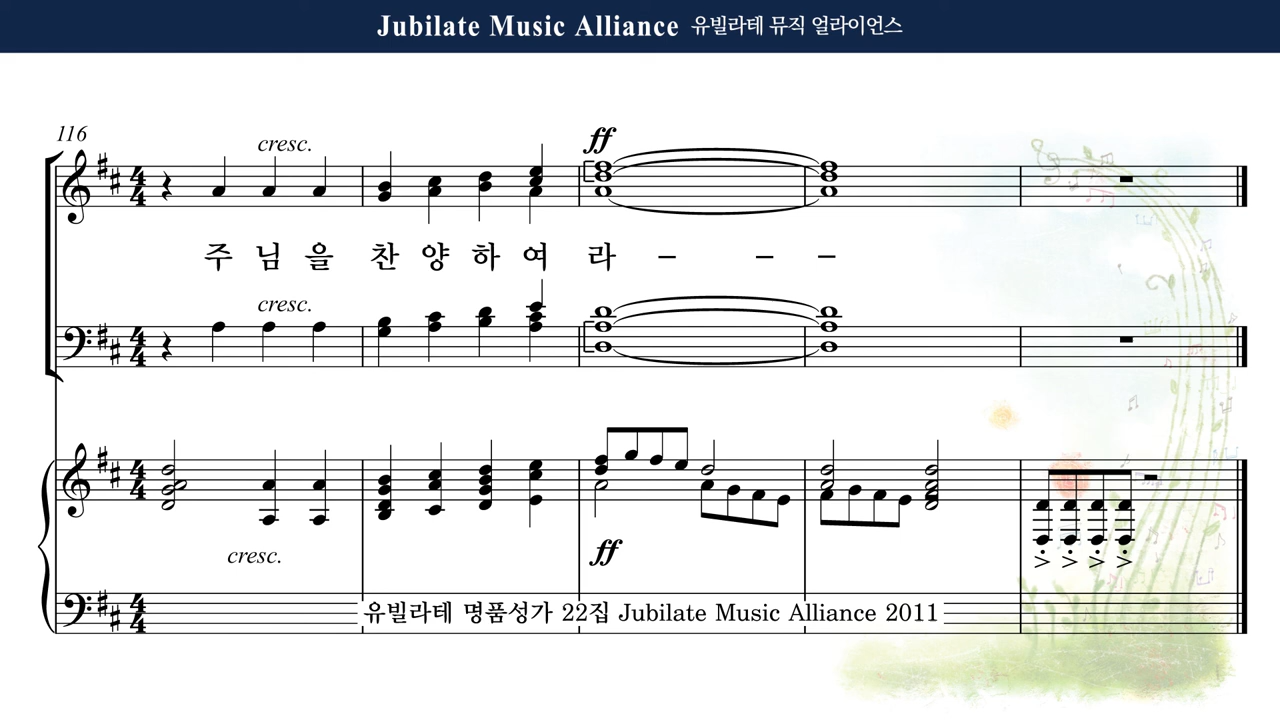 Jubilate Music Alliance 유빌라테 뮤직 얼라이언스
116
cresc.
ff
주 님 을 찬 양 하 여 라 – – –
cresc.
ff
cresc.
유빌라테 명품성가 22집 Jubilate Music Alliance 2011